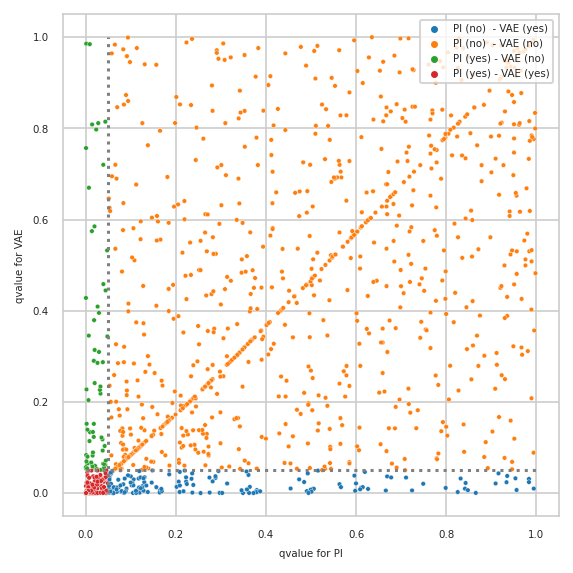 PI (no)  - VAE (yes)
PI (no)  - VAE (no)
PI (yes) - VAE (no)
PI (yes) - VAE (yes)
1.0
0.8
0.6
0.4
0.2
0.0
qvalue for VAE
0.0 0.2 0.4 0.6 0.8 1.0
qvalue for PI